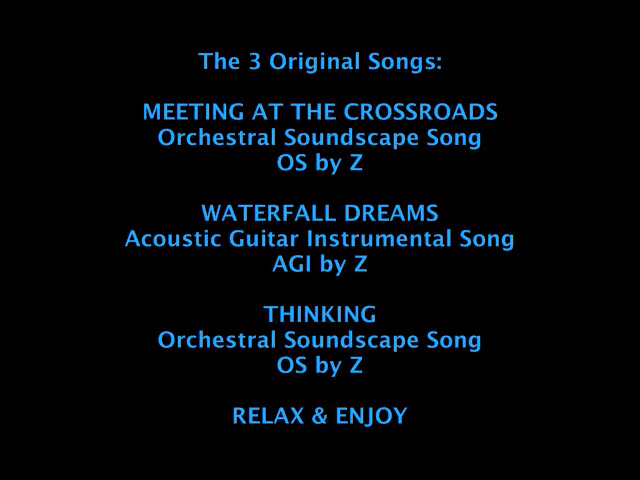 The 3 Original Songs:
MEETING AT THE CROSSROADS
Orchestral Soundscape Song
OS by Z
WATERFALL DREAMS
Acoustic Guitar Instrumental Song
AGI by Z
THINKING
Orchestral Soundscape Song
OS by Z
RELAX & ENJOY